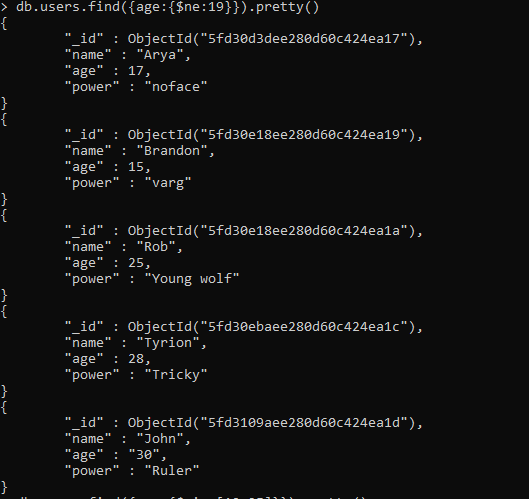 > db.users.find({age:{$ne:19}}).pretty()
{
"_id" : ObjectId("5fd30d3dee280d60c424ea17"),
"name" : "Arya",
"age" : 17,
"power" : "noface"
}
{
"_id" : ObjectId("5fd30e18ee280d60c424ea19"),
"name" : "Brandon",
"age" : 15,
"power" : "varg"
}
{
"_id" : ObjectId("5fd30e18ee280d60c424ea1a"),
"name" : "Rob",
"age" : 25,
"power" : "Young wolf"
}
{
"_id" : ObjectId("5fd30ebaee280d60c424ea1c"),
"name" : "Tyrion",
"age" : 28,
"power" : "Tricky"
}
{
"_id" : ObjectId("5fd3109aee280d60c424ea1d"),
"name" : "John",
"age" : "30",
"power" : "Ruler"
}